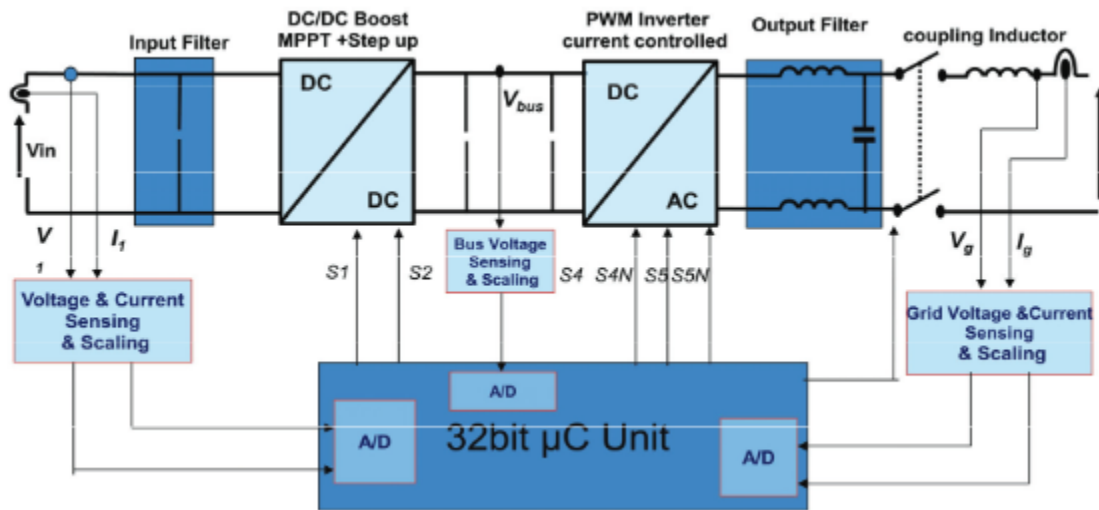 DC/DC Boost
MPPT +Step up
PWM Inverter
current controlled
Output Filter
Input Filter
coupling Inductor
DC
DC
Vbus
DC
AC
Vin
V
1
I1
S1
S2
Bus Voltage
Sensing
& Scaling
S4
S4N
S5
S5N
Vg
Ig
Voltage & Current
Sensing
& Scaling
Grid Voltage &Current
Sensing
& Scaling
A/D
32bit µC Unit
A/D
A/D